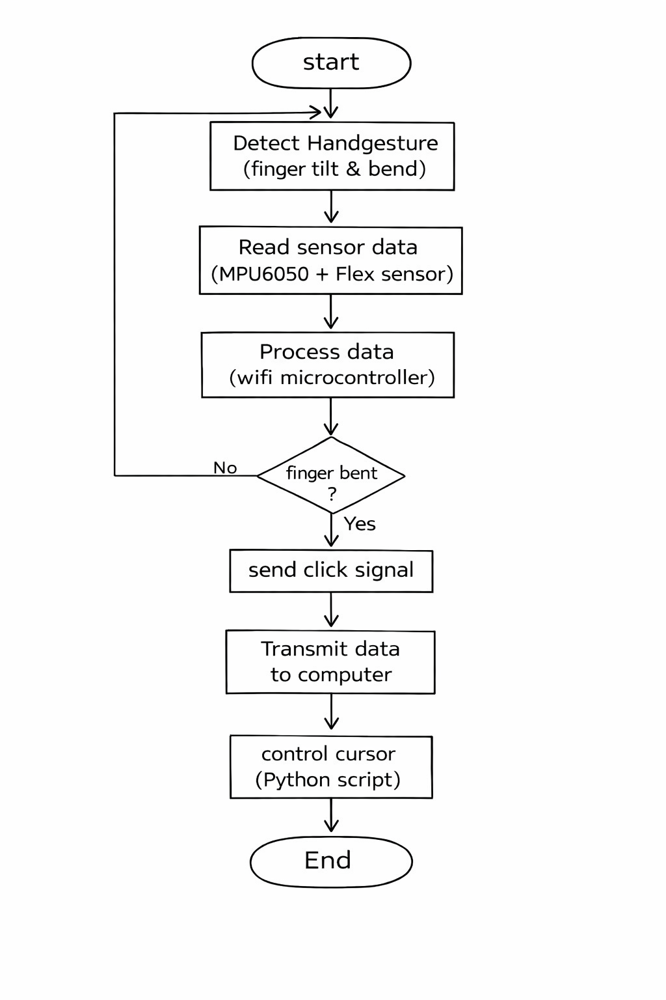 start
Detect Handgesture
(finger tilt & bend)
Read sensor data
(MPU6050 + Flex sensor)
Process data
(wifi microcontroller)
No
finger bent
?
Yes
send click signal
Transmit data
to computer
control cursor
(Python script)
End